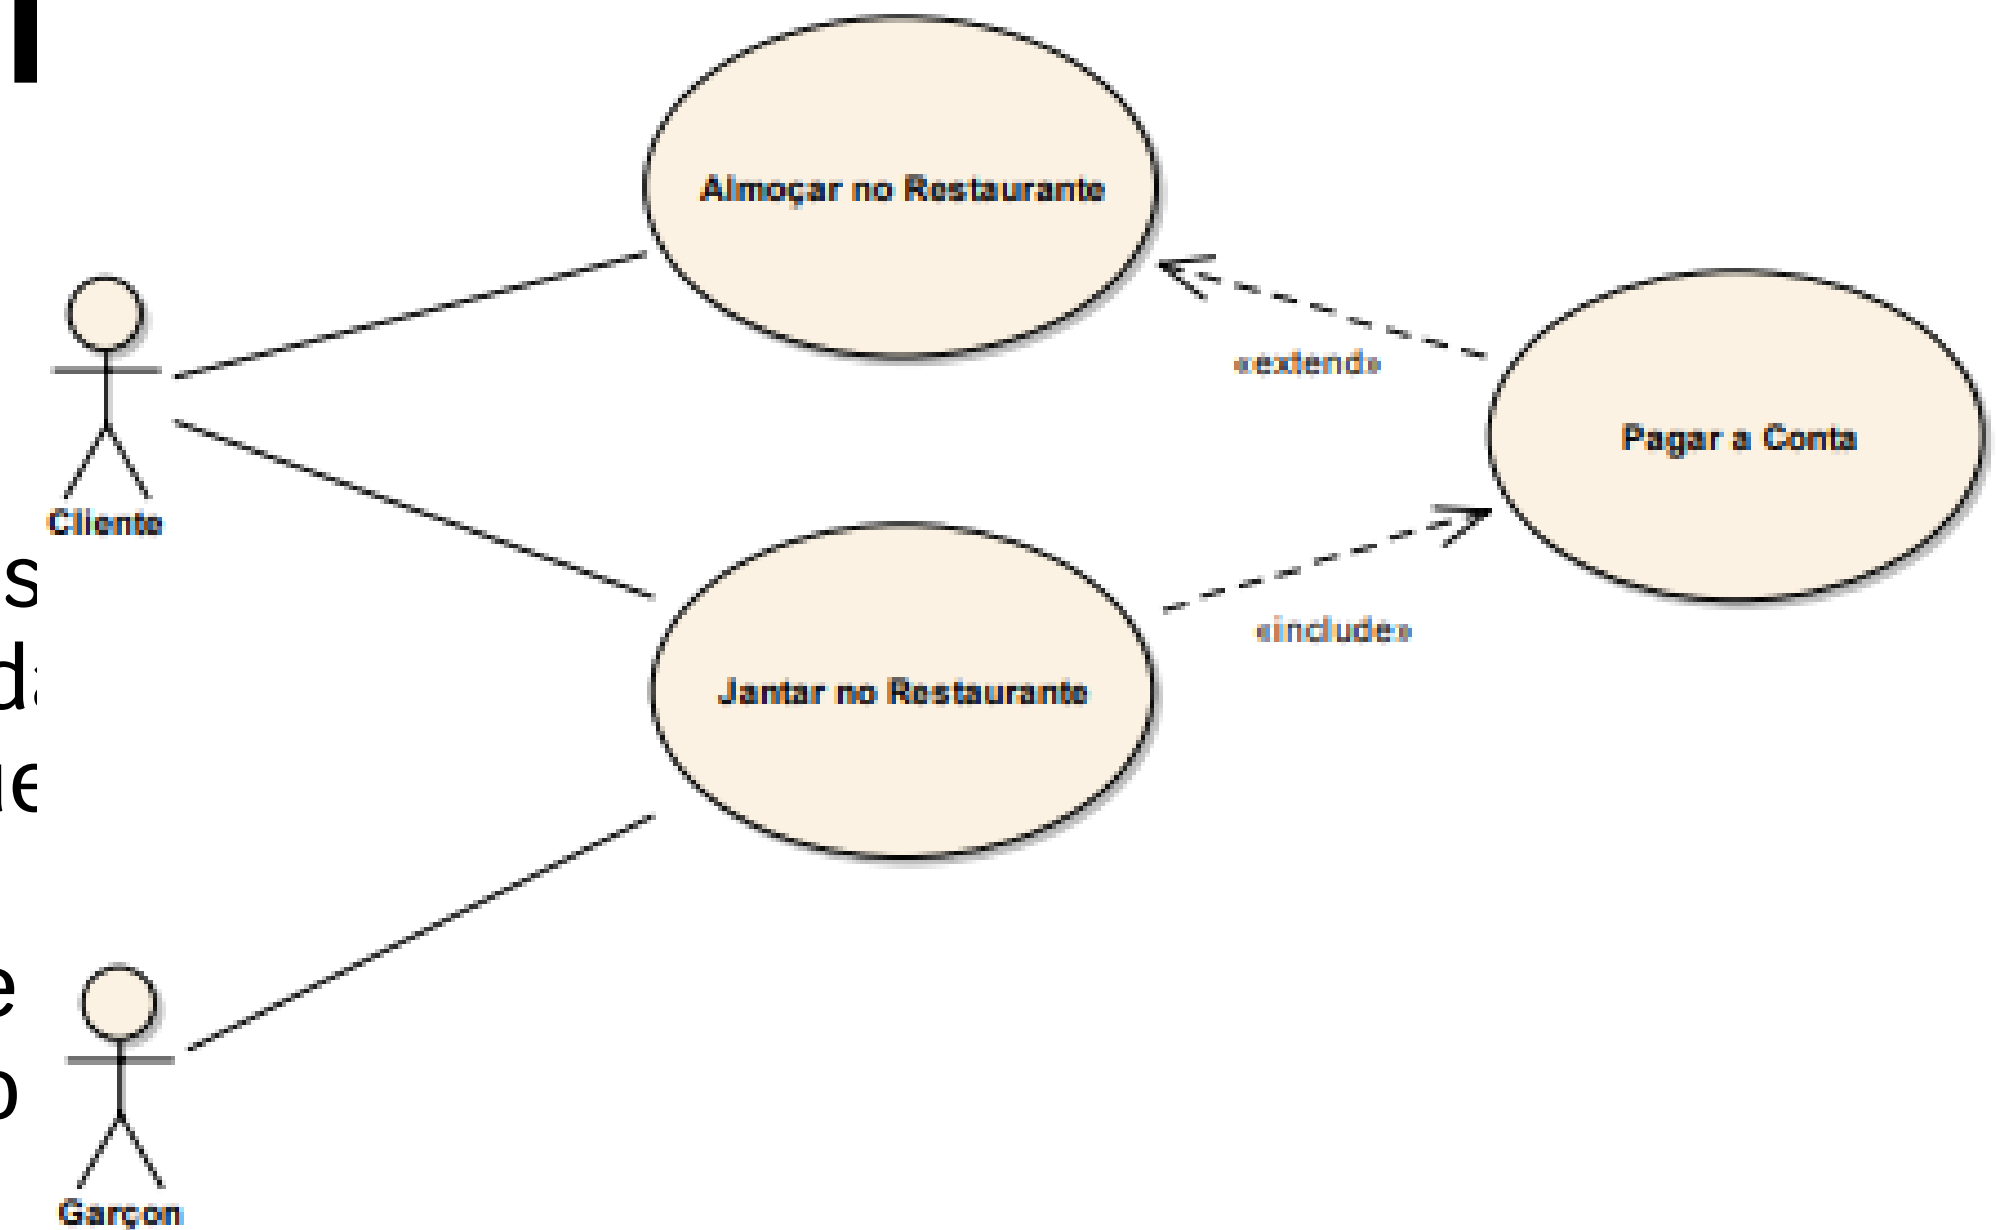 Almoçar no Restaurante
«extend»
Pagar a Conta
Cliente
«include»
Jantar no Restaurante
Garçon
s
e